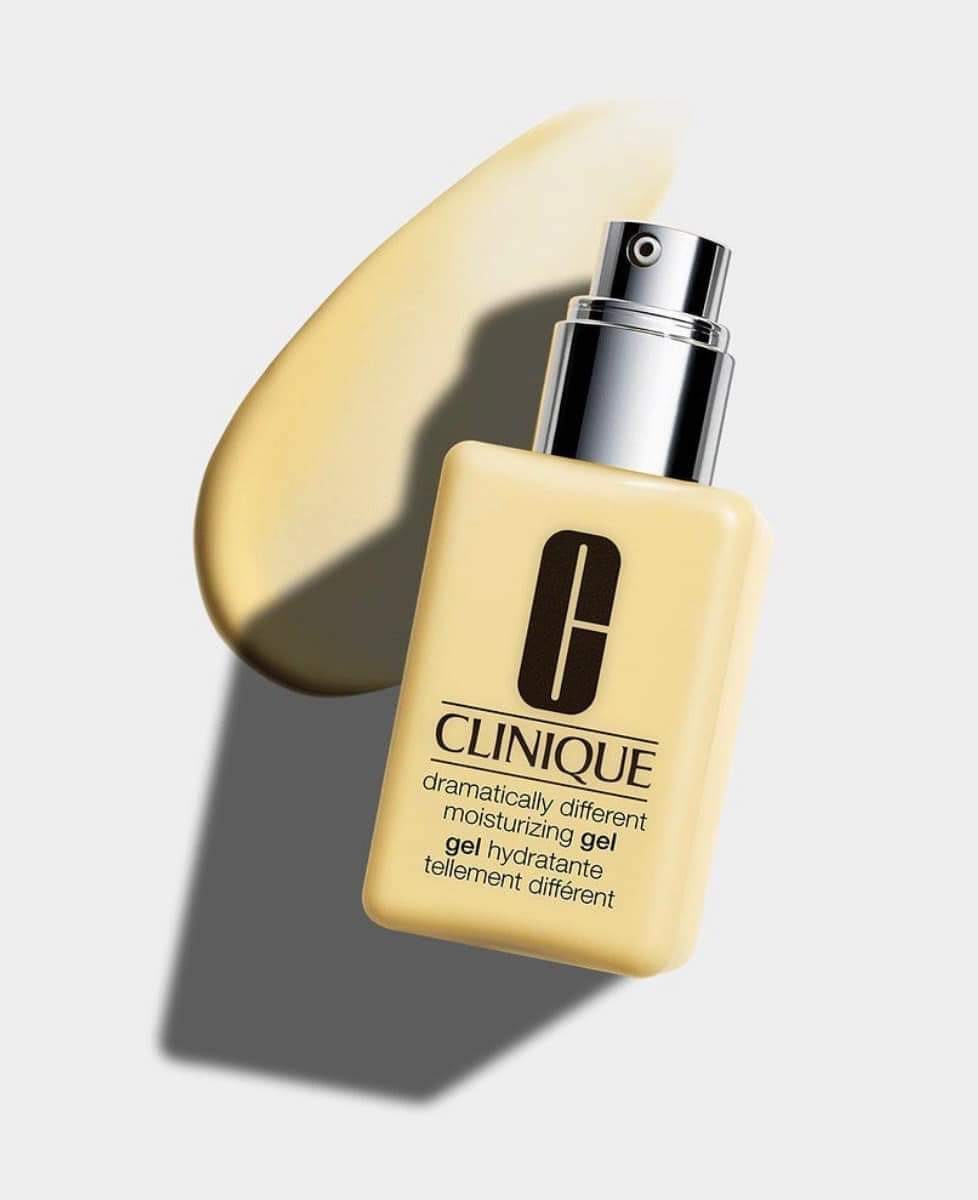 C
CLINIQUE
dramatically different
moisturizing gel
gel hydratante
tellement différent